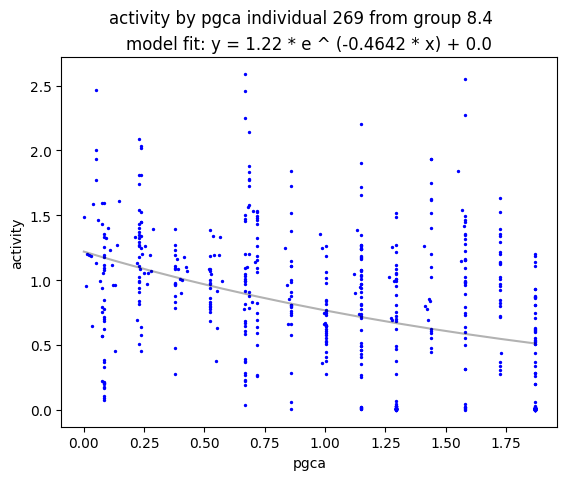 activity by pgca individual 269 from group 8.4
model fit: y = 1.22 * e ^ (-0.4642 * x) + 0.0
2.5
2.0
1.5
1.0
0.5
0.0
activity
0.00 0.25 0.50 0.75 1.00 1.25 1.50 1.75
pgca